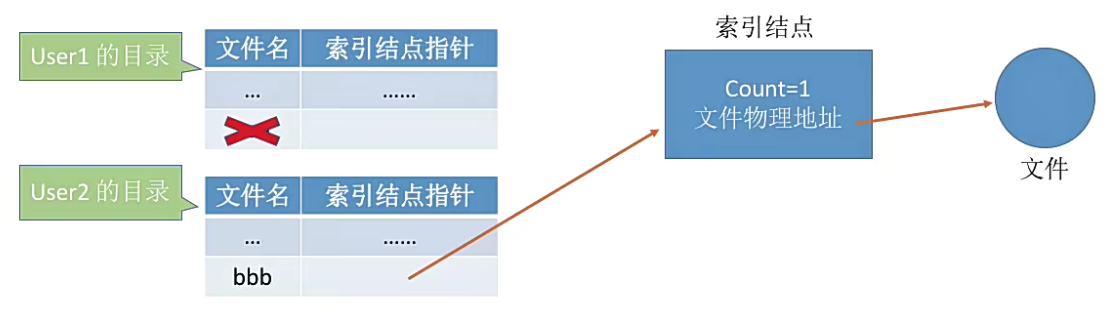 索引结点
User1 的目录
文件名 索引结点指针
... ......
Count=1
文件物理地址
文件
User2 的目录
文件名 索引结点指针
... ......
bbb